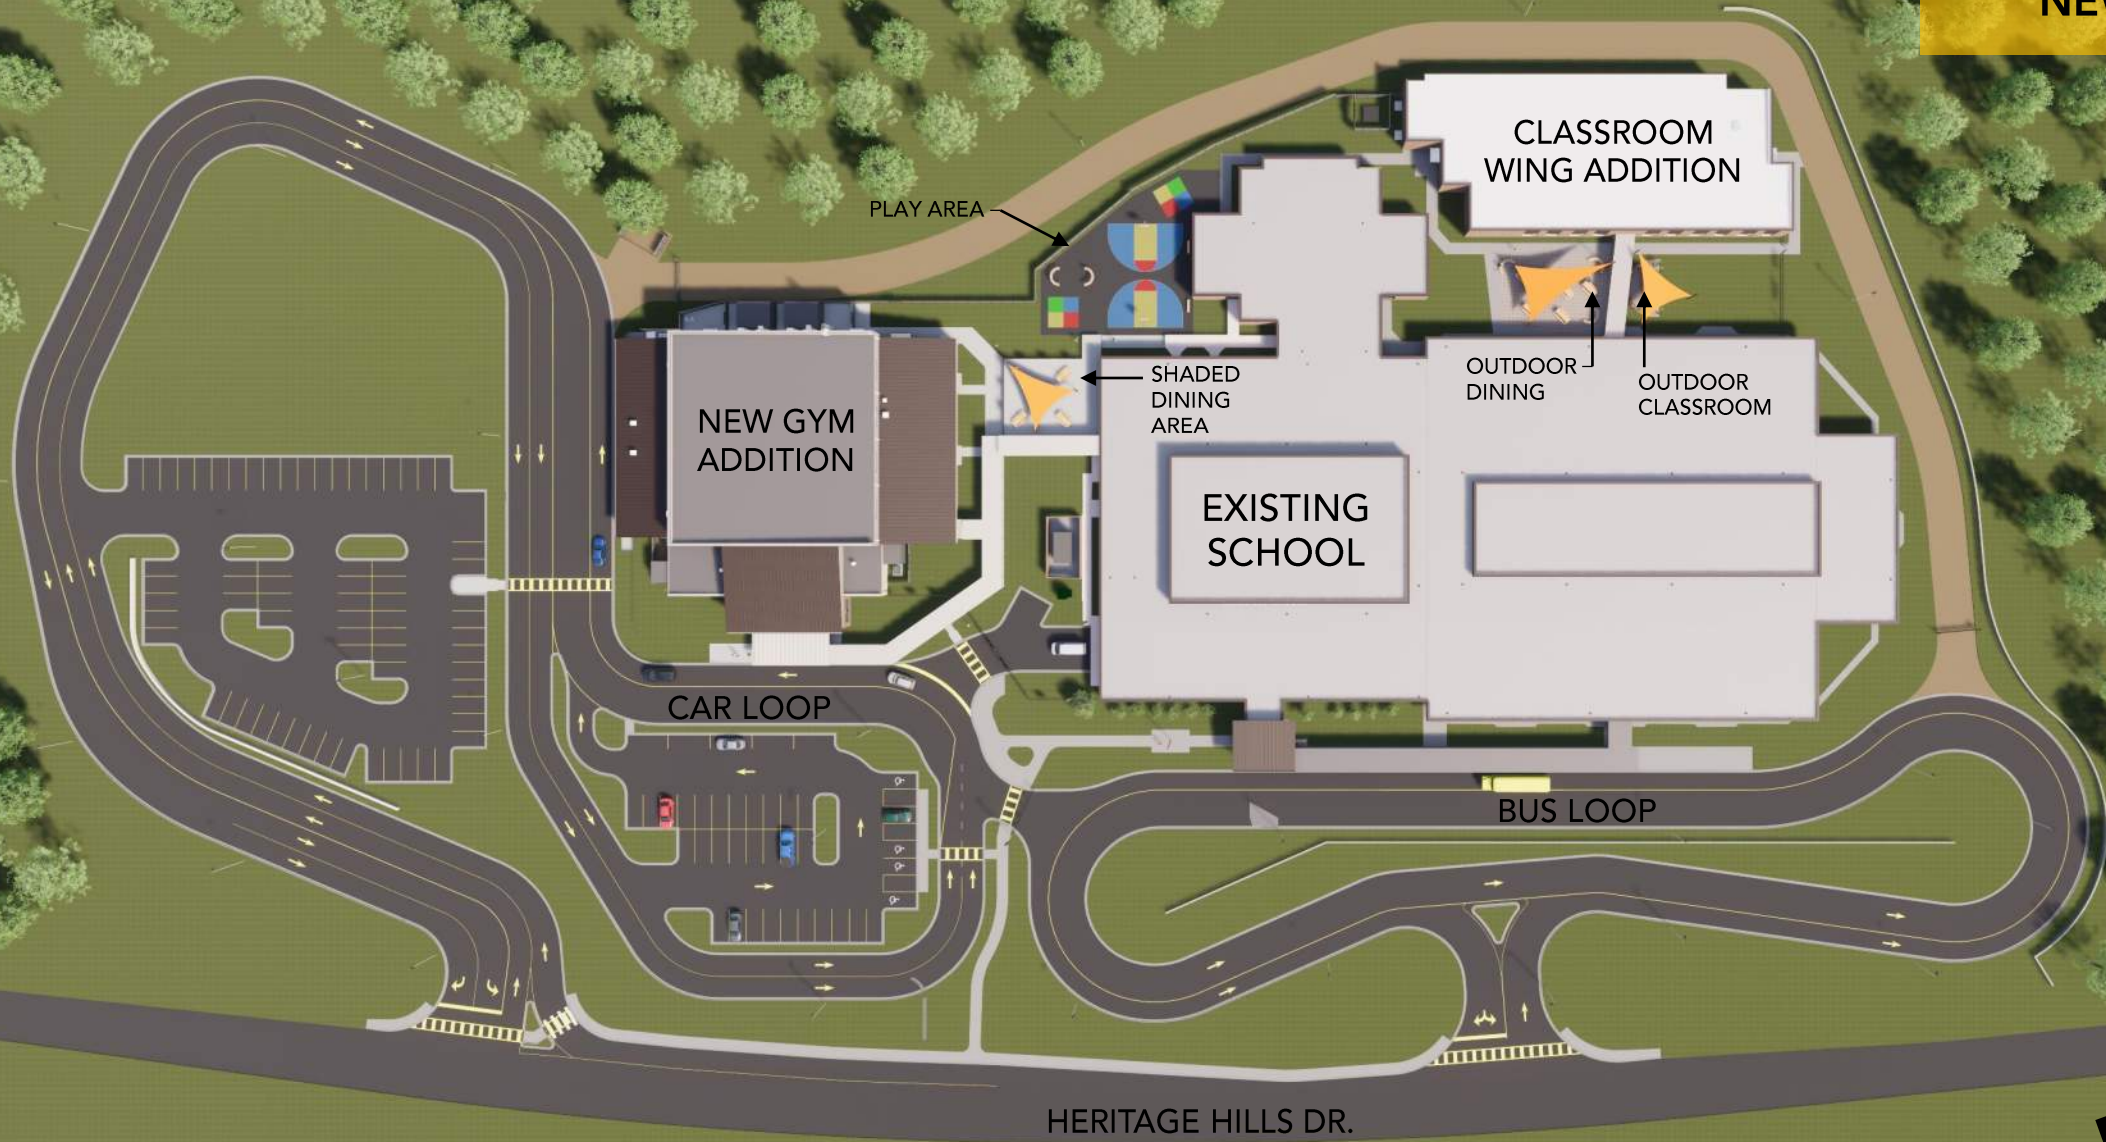 CLASSROOM
WING ADDITION
PLAY AREA
OUTDOOR
DINING
OUTDOOR
CLASSROOM
SHADED
DINING
AREA
NEW GYM
ADDITION
EXISTING
SCHOOL
CAR LOOP
BUS LOOP
HERITAGE HILLS DR.